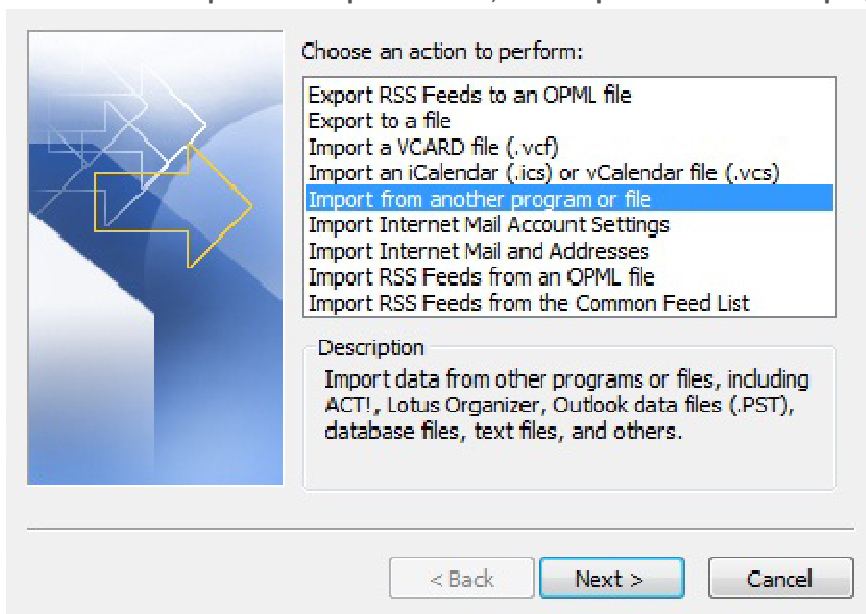 Choose an action to perform:
Export RSS Feeds to an OPML file
Export to a file
Import a VCARD file (.vcf)
Import an iCalendar (.ics) or vCalendar file (.vcs)
Import from another program or file
Import Internet Mail Account Settings
Import Internet Mail and Addresses
Import RSS Feeds from an OPML file
Import RSS Feeds from the Common Feed List
Description
Import data from other programs or files, including
ACT!, Lotus Organizer, Outlook data files (.PST),
database files, text files, and others.
< Back Next > Cancel